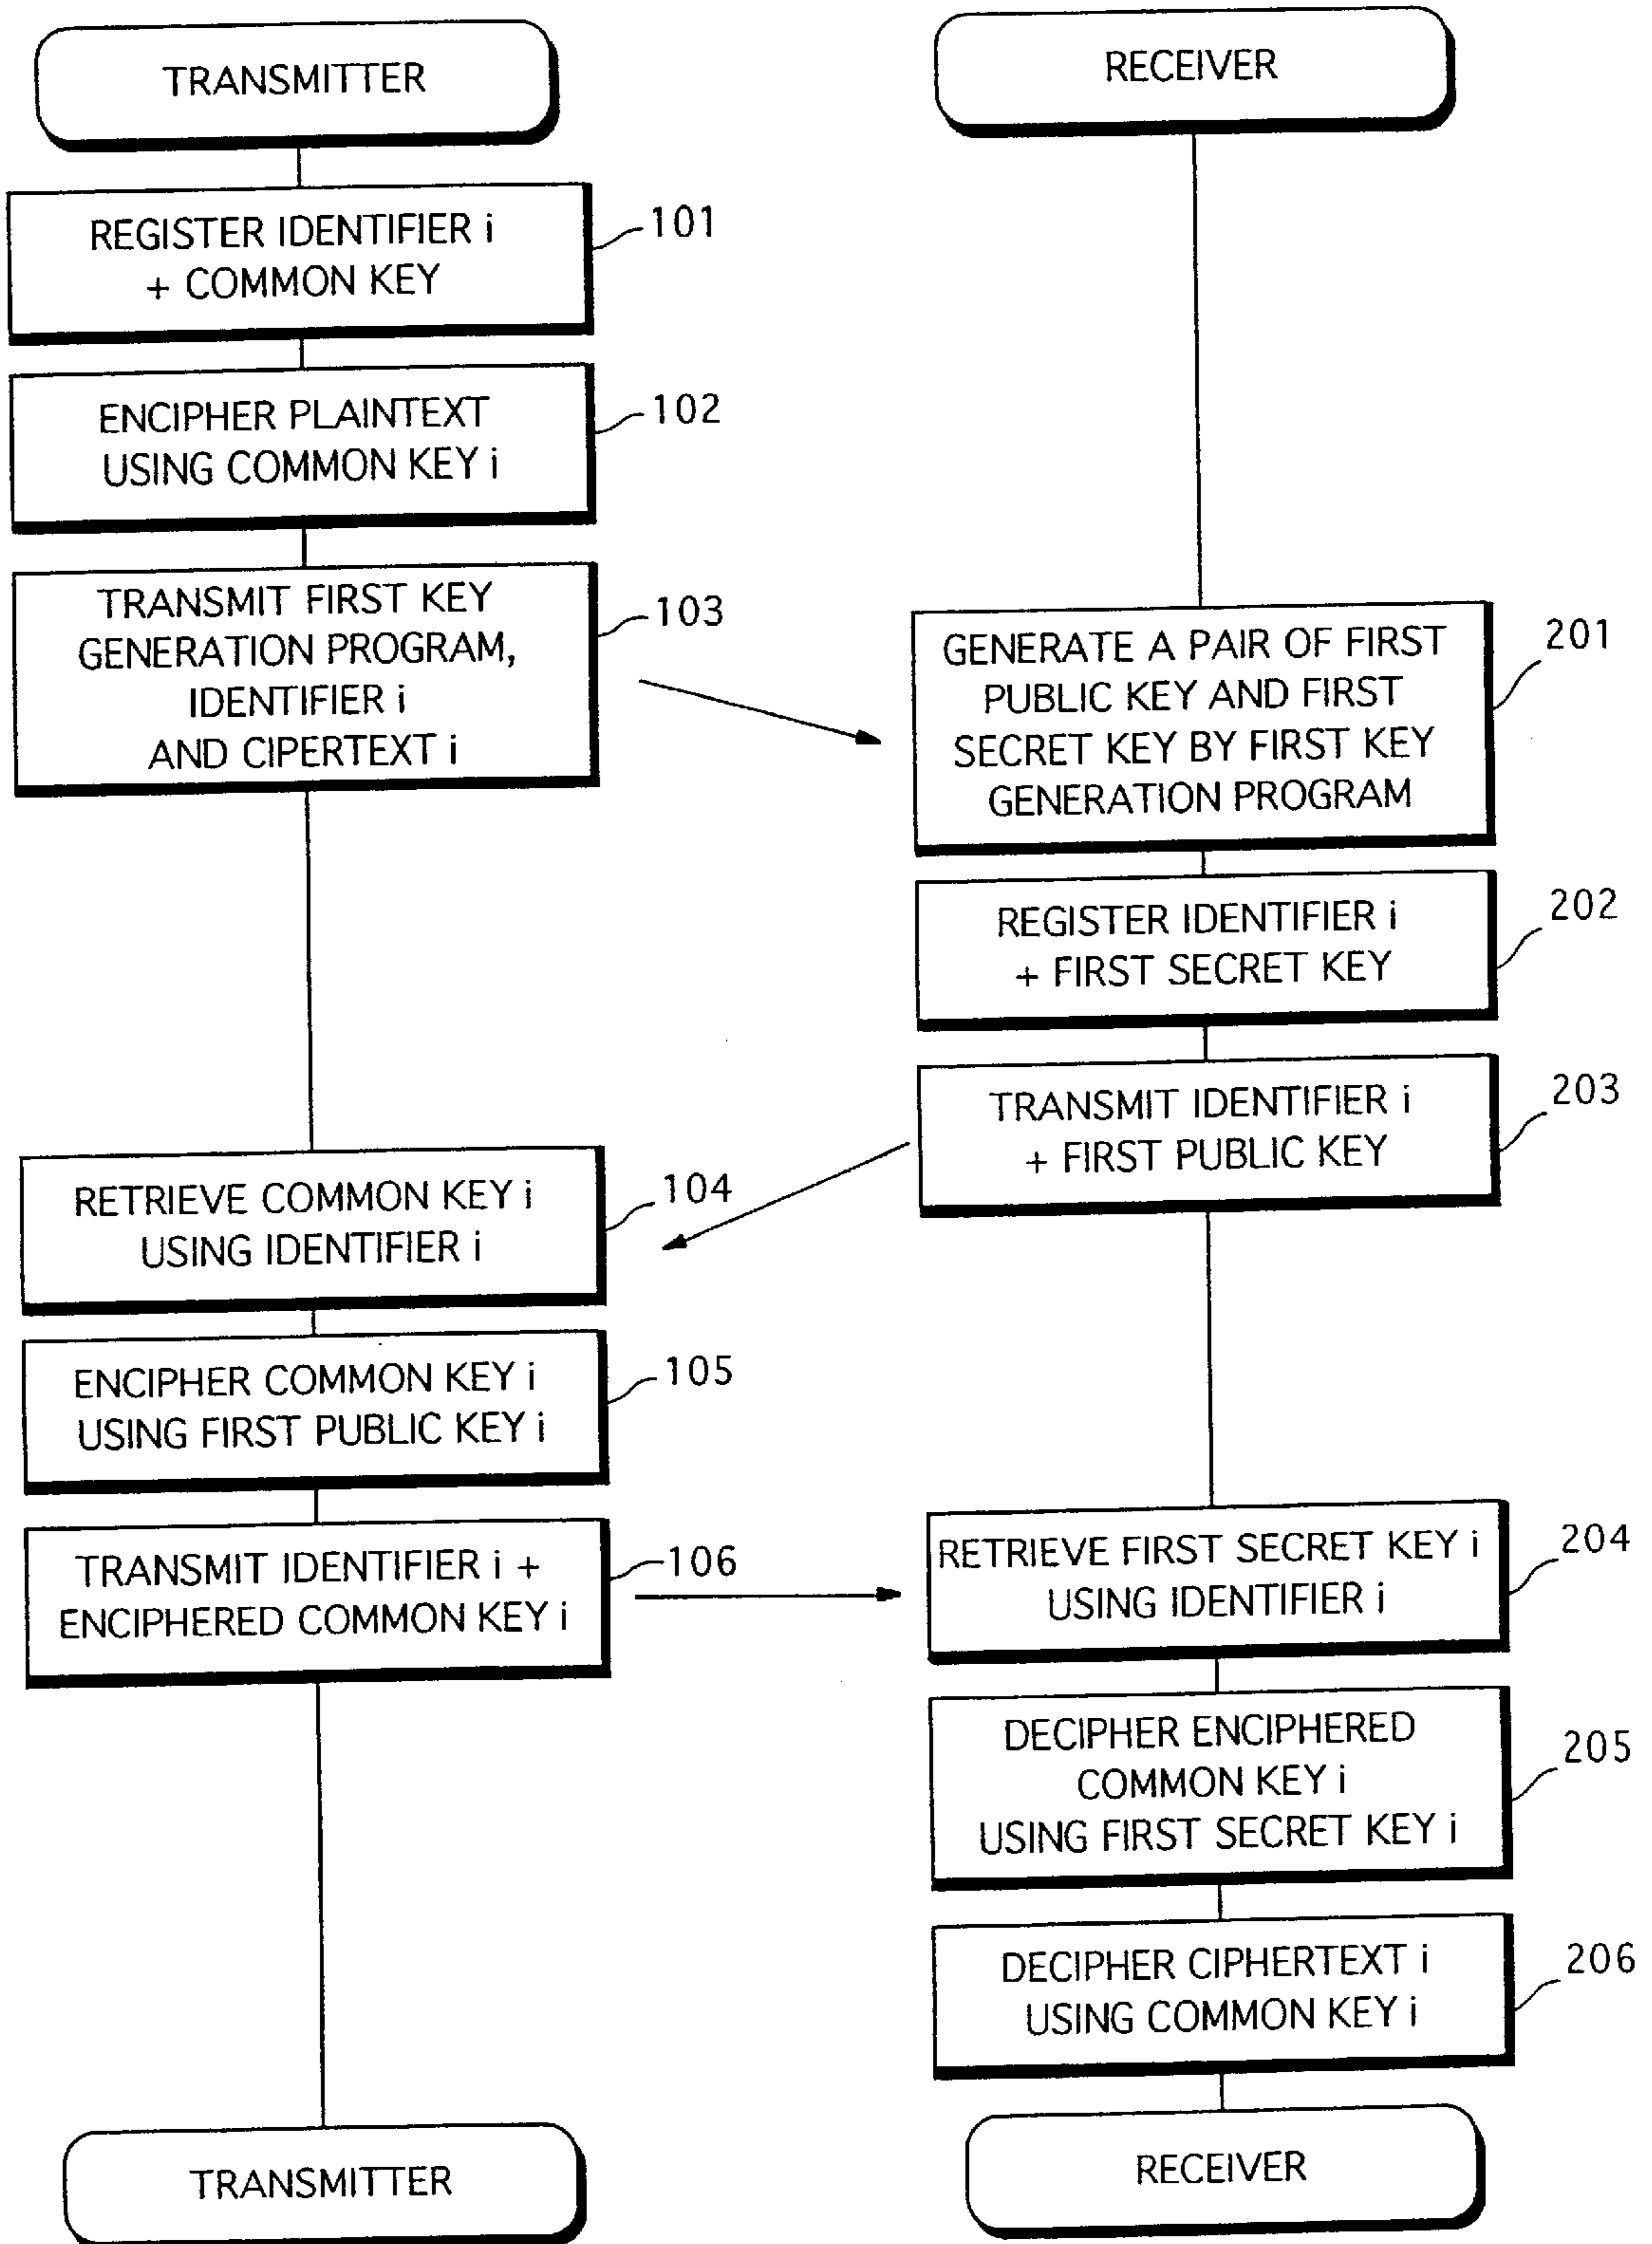 TRANSMITTER
REGISTER IDENTIFIER i
+ COMMON KEY
101
ENCIPHER PLAINTEXT
USING COMMON KEY i
102
TRANSMIT FIRST KEY
GENERATION PROGRAM,
IDENTIFIER i
AND CIPERTEXT i
103
RETRIEVE COMMON KEY i
USING IDENTIFIER i
104
ENCIPHER COMMON KEY i
USING FIRST PUBLIC KEY i
105
TRANSMIT IDENTIFIER i +
ENCIPHERED COMMON KEY i
106
TRANSMITTER
RECEIVER
GENERATE A PAIR OF FIRST
PUBLIC KEY AND FIRST
SECRET KEY BY FIRST KEY
GENERATION PROGRAM
201
REGISTER IDENTIFIER i
+ FIRST SECRET KEY
202
TRANSMIT IDENTIFIER i
+ FIRST PUBLIC KEY
203
RETRIEVE FIRST SECRET KEY i
USING IDENTIFIER i
204
DECIPHER ENCIPHERED
COMMON KEY i
USING FIRST SECRET KEY i
205
DECIPHER CIPHERTEXT i
USING COMMON KEY i
206
RECEIVER